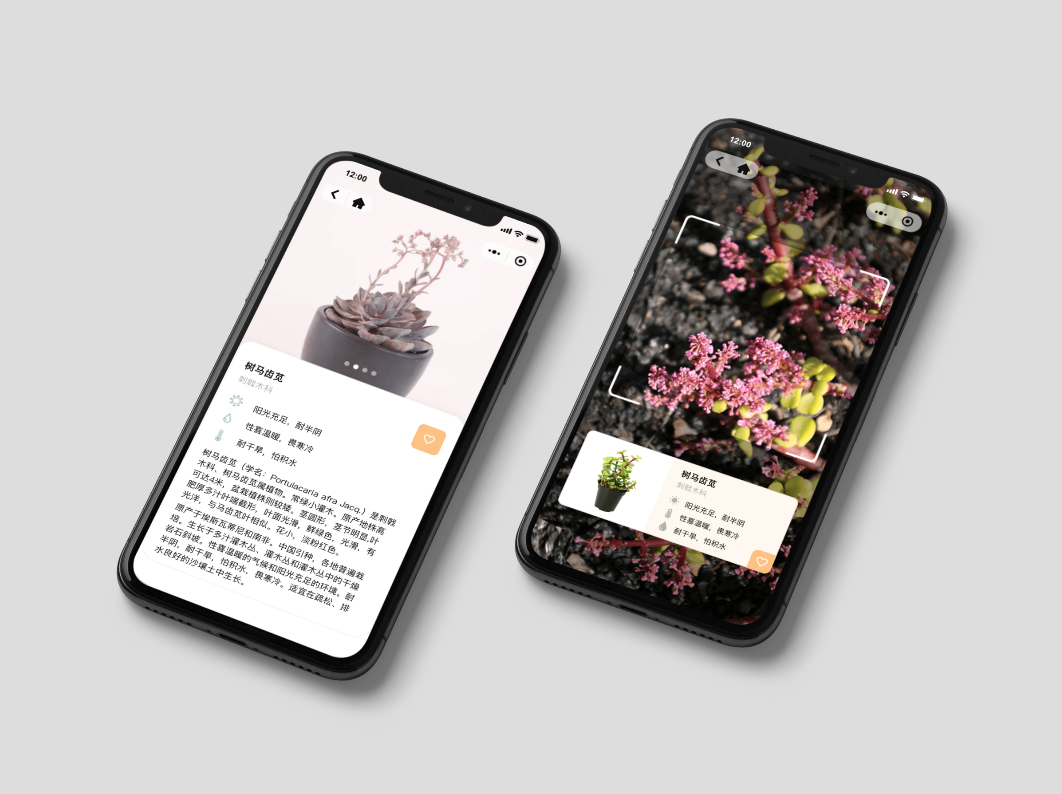 12:00
树马齿苋
刺戟木科
阳光充足，耐半阴
性喜温暖，畏寒冷
耐干旱，怕积水
树马齿苋（学名：Portulacaria afra Jacq.）是刺戟
木科、树马齿苋属植物，常绿小灌木。原产地株高
可达4米，盆栽植株则较矮。茎圆形，茎节明显,叶
肥厚多汁叶端截形，叶面光滑，鲜绿色，光滑，有
光泽，与马齿苋叶相似。花小，淡粉红色。
原产于埃斯瓦蒂尼和南非。中国引种，各地普遍栽
培。生长于多汁灌木丛、灌木丛和灌木丛中的干燥
岩石斜坡。性喜温暖的气候和阳光充足的环境。耐
半阴，耐干旱，怕积水，畏寒冷。适宜在疏松、排
水良好的沙壤土中生长。
12:00
树马齿苋
刺戟木科
阳光充足，耐半阴
性喜温暖，畏寒冷
耐干旱，怕积水